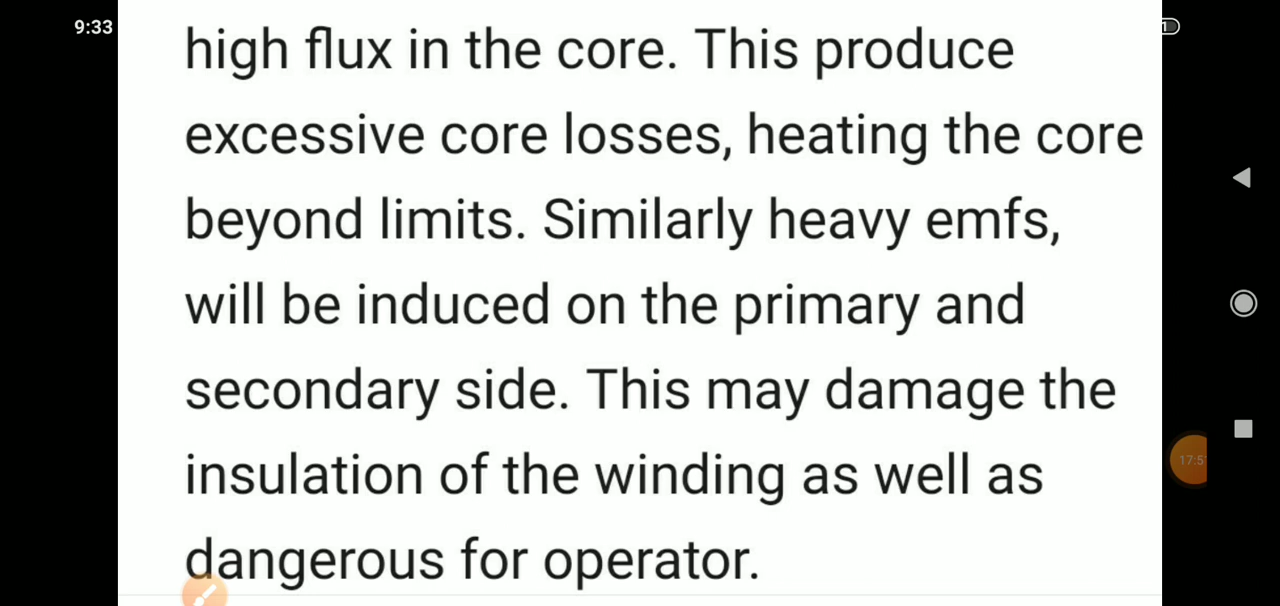 9:33
high flux in the core. This produce
excessive core losses, heating the core
beyond limits. Similarly heavy emfs,
will be induced on the primary and
secondary side. This may damage the
insulation of the winding as well as
dangerous for operator.